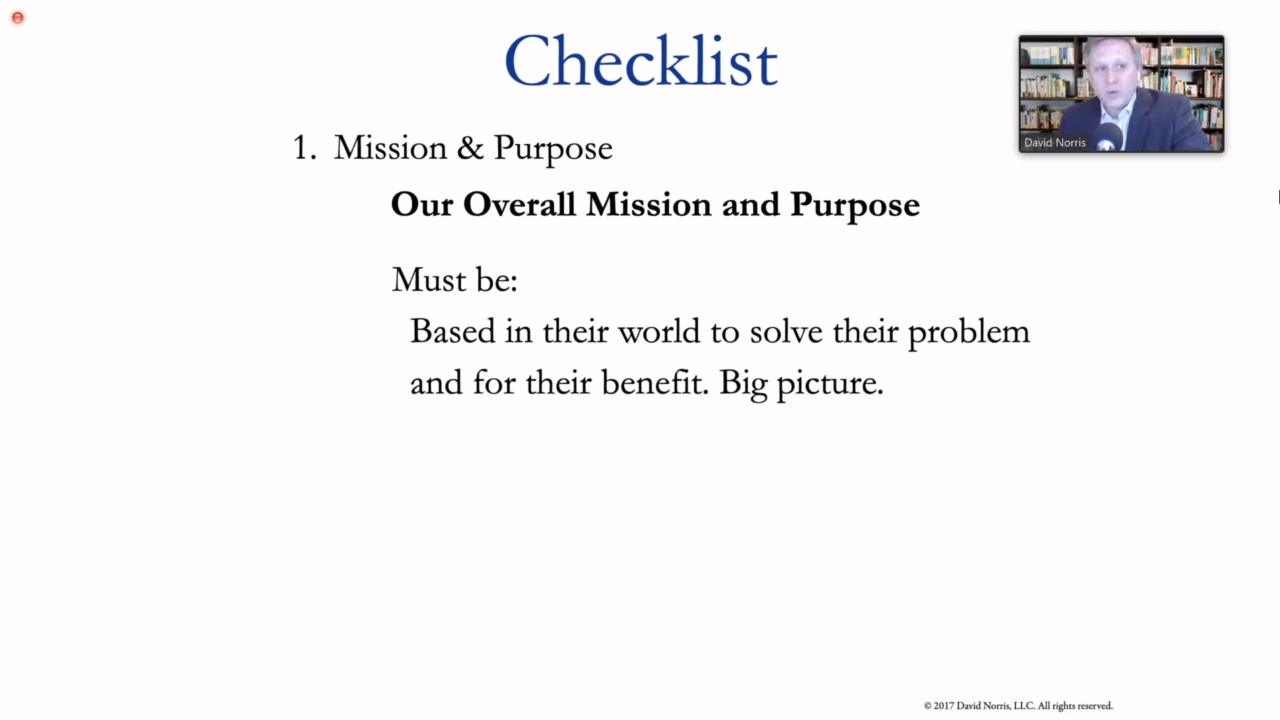 Checklist
David Norris
1. Mission & Purpose
Our Overall Mission and Purpose
Must be:
Based in their world to solve their problem
and for their benefit. Big picture.
© 2017 David Norris, LLC. All rights reserved.